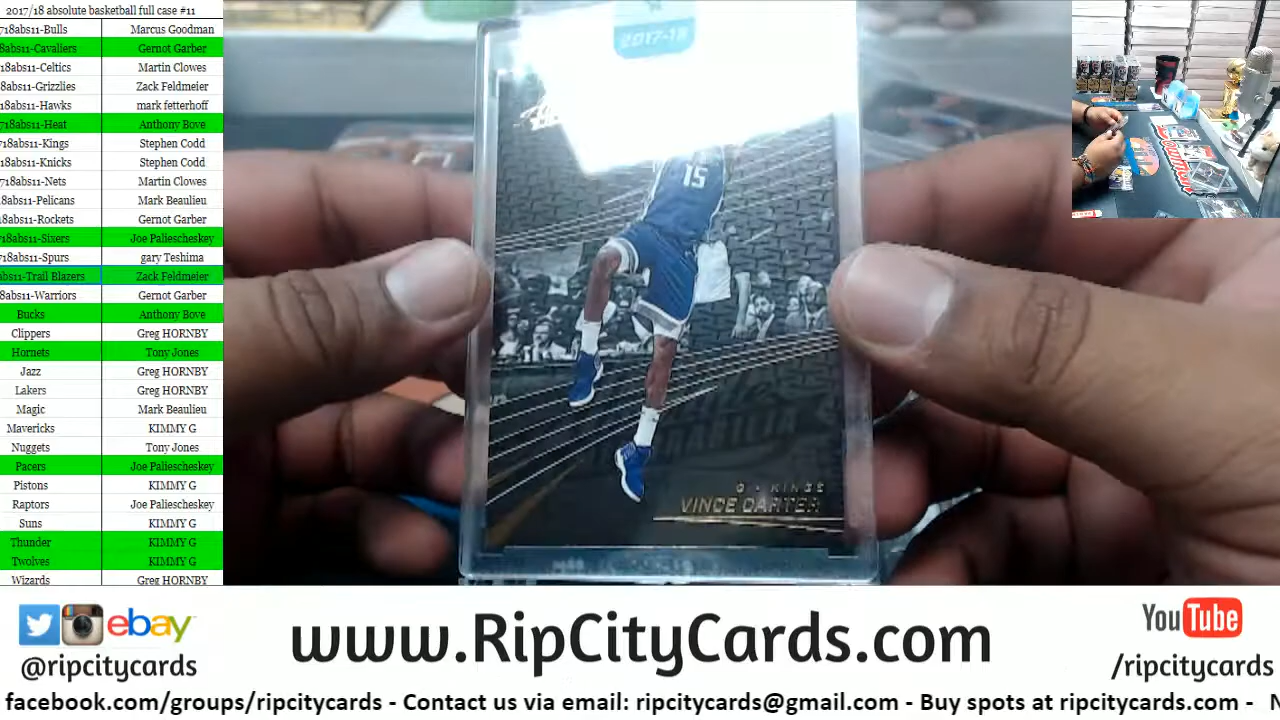 2017/18 absolute basketball full case #11
718abs11-Bulls Marcus Goodman
8abs11-Cavaliers Gernot Garber
718abs11-Celtics Martin Clowes
8abs11-Grizzlies Zack Feldmeier
718abs11-Hawks mark fetterhoff
718abs11-Heat Anthony Bove
718abs11-Kings Stephen Codd
718abs11-Knicks Stephen Codd
718abs11-Nets Martin Clowes
718abs11-Pelicans Mark Beaulieu
18abs11-Rockets Gernot Garber
18abs11-Sixers Joe Paliescheskey
718abs11-Spurs gary Teshima
abs11-Trail Blazers Zack Feldmeier
8abs11-Warriors Gernot Garber
Bucks Anthony Bove
Clippers Greg HORNBY
Hornets Tony Jones
Jazz Greg HORNBY
Lakers Greg HORNBY
Magic Mark Beaulieu
Mavericks KIMMY G
Nuggets Tony Jones
Pacers Joe Paliescheskey
Pistons KIMMY G
Raptors Joe Paliescheskey
Suns KIMMY G
Thunder KIMMY G
Twolves KIMMY G
Wizards Greg HORNBY
2017-18
15
G • KINGS
VINCE CARTER
ebay
@ripcitycards
www.RipCityCards.com
YouTube
/ripcitycards
facebook.com/groups/ripcitycards - Contact us via email: ripcitycards@gmail.com - Buy spots at ripcitycards.com -